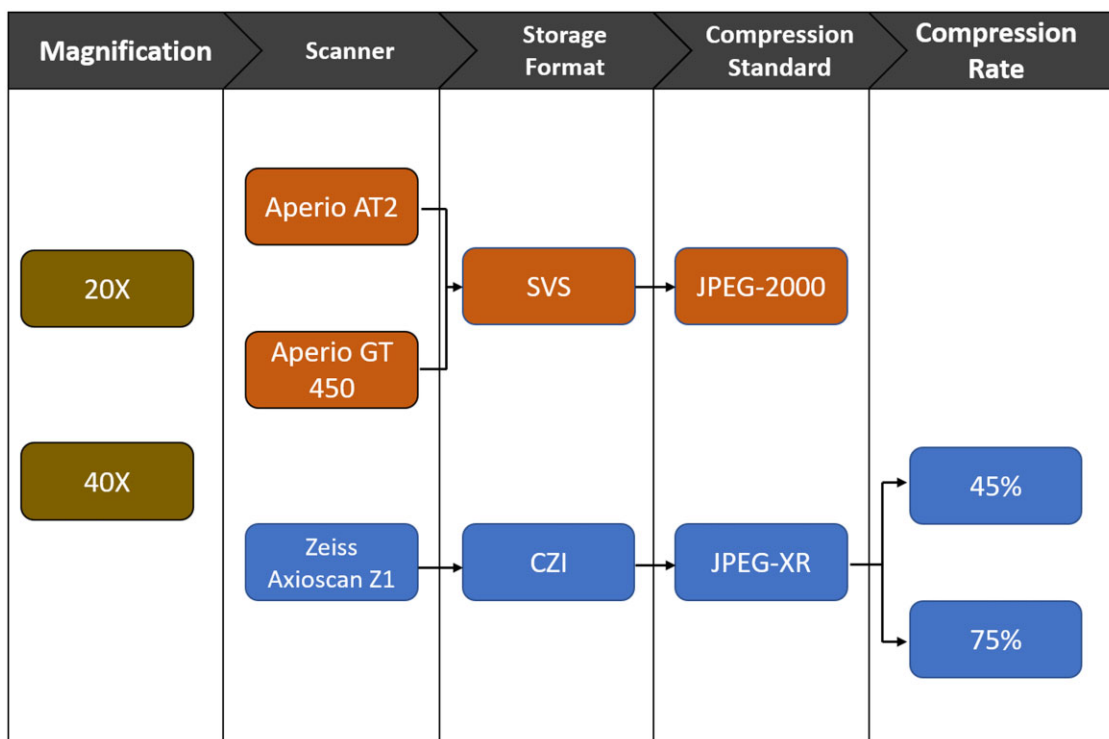 Magnification
Scanner
Storage
Format
Compression
Standard
Compression
Rate
20X
40X
Aperio AT2
Aperio GT
450
Zeiss
Axioscan Z1
SVS
CZI
JPEG-2000
JPEG-XR
45%
75%